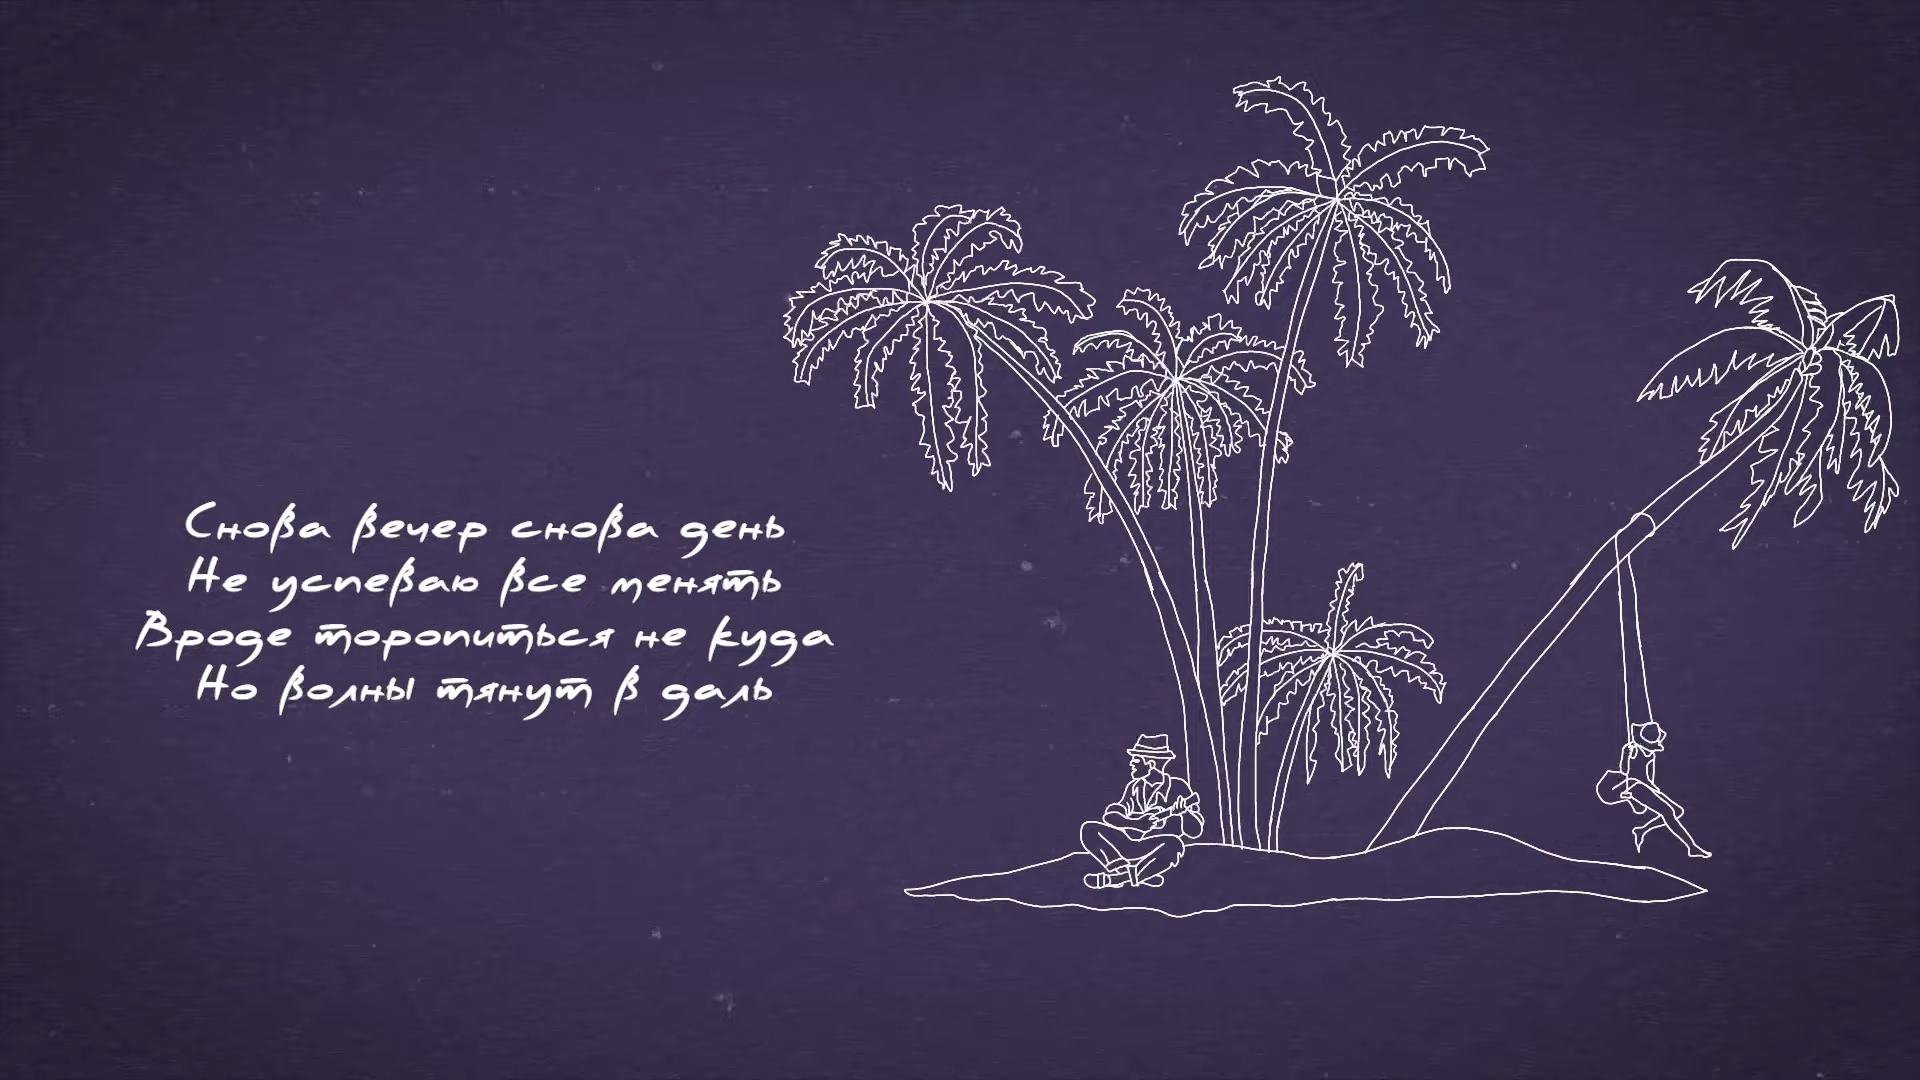 Снова вечер снова день
Не успеваю все менять
Вроде торопиться не куда
Но волны тянут в даль